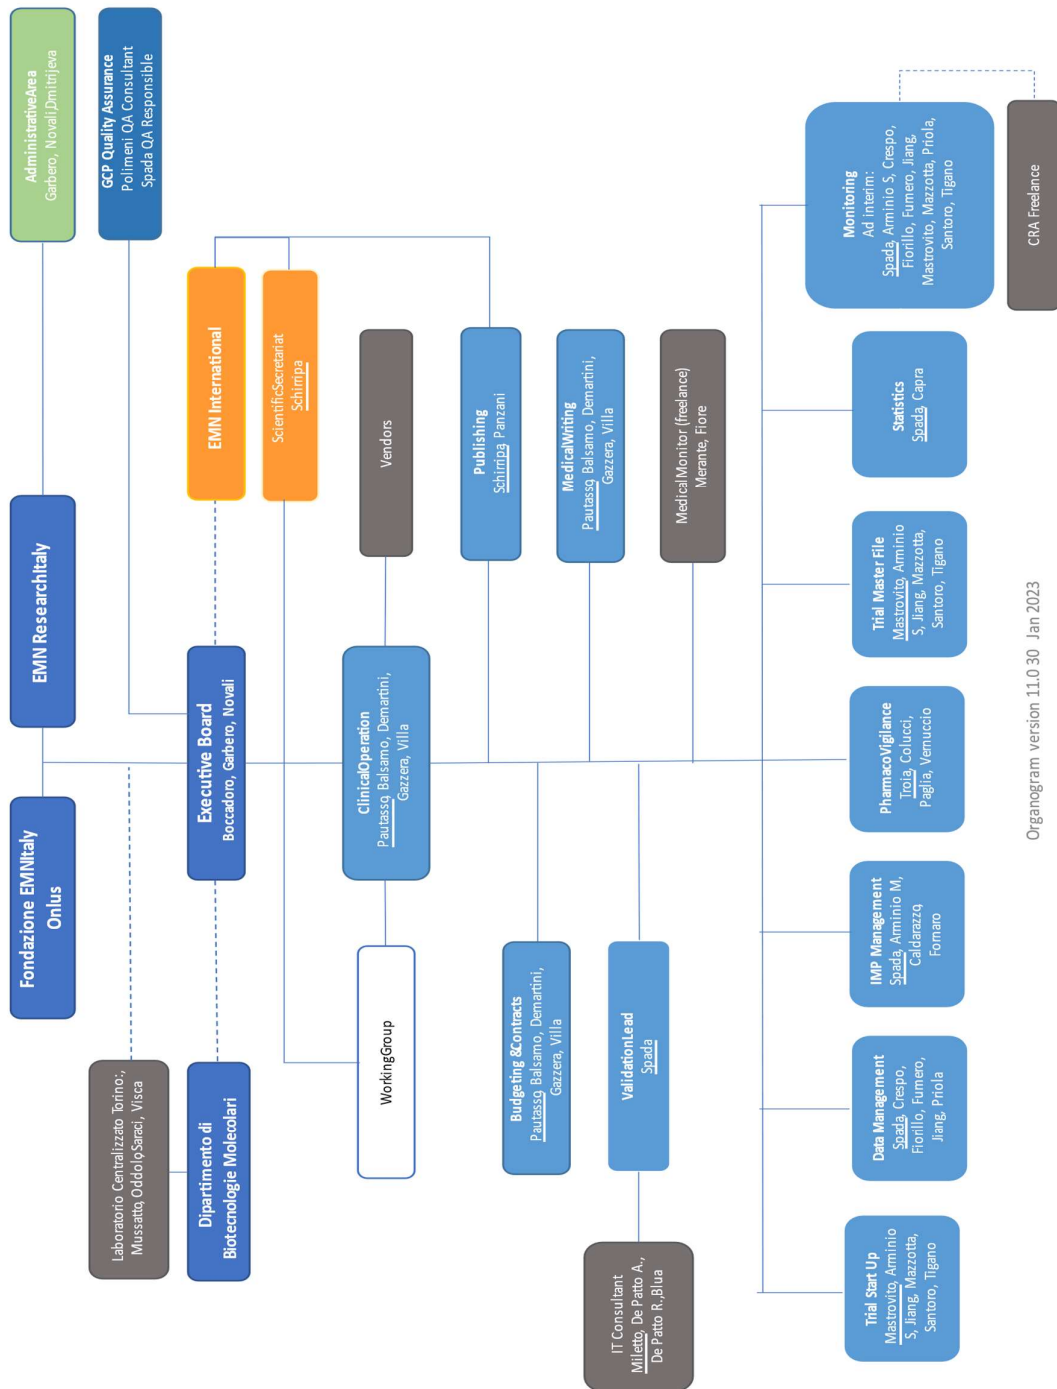 Fondazione EMNItaly
Onlus
EMN ResearchItaly
AdministrativeArea
Garbero, Novali,Dmitrijeva
Laboratorio Centralizzato Torino:,
Mussatto, Oddolo,Saraci, Visca
GCP Quality Assurance
Polimeni QA Consultant
Spada QA Responsible
Dipartimento di
Biotecnologie Molecolari
Executive Board
Boccadoro, Garbero, Novali
EMN International
ScientificSecretariat
Schirripa
WorkingGroup
ClinicalOperation
Pautasso, Balsamo, Demartini,
Gazzera, Villa
Vendors
Publishing
Schirripa, Panzani
Budgeting &Contracts
Pautasso, Balsamo, Demartini,
Gazzera, Villa
MedicalWriting
Pautasso, Balsamo, Demartini,
Gazzera, Villa
IT Consultant
Miletto, De Patto A.,
De Patto R.,Blua
ValidationLead
Spada
MedicalMonitor (freelance)
Merante, Fiore
Trial Start Up
Mastrovito, Arminio
S, Jiang, Mazzotta,
Santoro, Tigano
Data Management
Spada, Crespo,
Fiorillo, Fumero,
Jiang, Priola
IMP Management
Spada, Arminio M,
Caldarazzo,
Fornaro
PharmacoVigilance
Troia, Colucci,
Paglia, Vernuccio
Trial Master File
Mastrovito, Arminio
S, Jiang, Mazzotta,
Santoro, Tigano
Statistics
Spada, Capra
Monitoring
Ad interim:
Spada, Arminio S, Crespo,
Fiorillo, Fumero, Jiang,
Mastrovito, Mazzotta, Priola,
Santoro, Tigano
CRA Freelance
Organogram version 11.0 30 Jan 2023